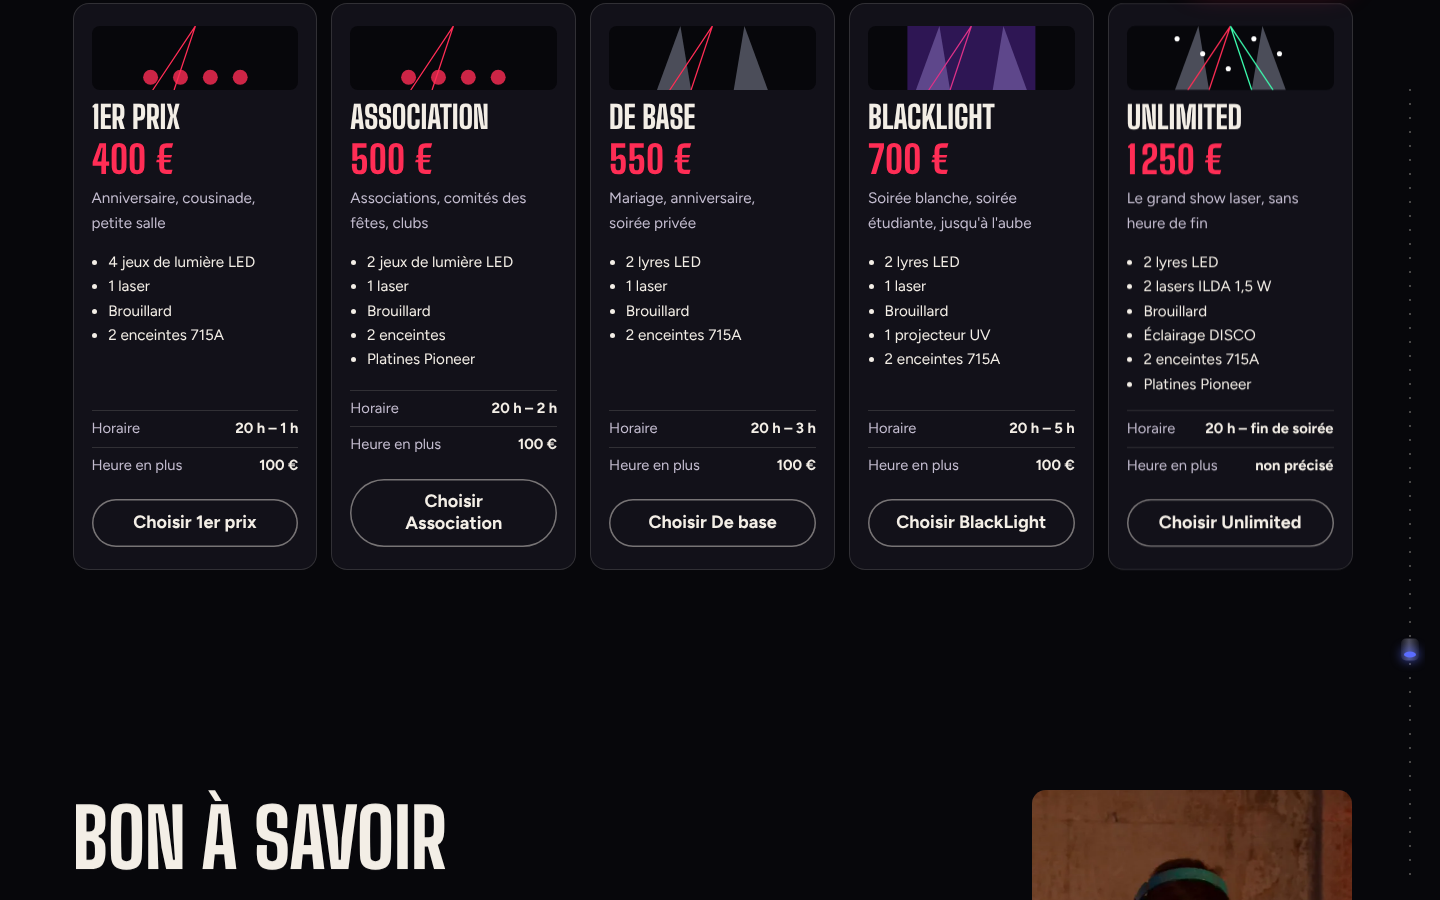 1ER PRIX
400 €
Anniversaire, cousinade,
petite salle
• 4 jeux de lumière LED
• 1 laser
• Brouillard
• 2 enceintes 715A
Horaire 20 h – 1 h
Heure en plus 100 €
Choisir 1er prix
ASSOCIATION
500 €
Associations, comités des
fêtes, clubs
• 2 jeux de lumière LED
• 1 laser
• Brouillard
• 2 enceintes
• Platines Pioneer
Horaire 20 h – 2 h
Heure en plus 100 €
Choisir
Association
DE BASE
550 €
Mariage, anniversaire,
soirée privée
• 2 lyres LED
• 1 laser
• Brouillard
• 2 enceintes 715A
Horaire 20 h – 3 h
Heure en plus 100 €
Choisir De base
BLACKLIGHT
700 €
Soirée blanche, soirée
étudiante, jusqu'à l'aube
• 2 lyres LED
• 1 laser
• Brouillard
• 1 projecteur UV
• 2 enceintes 715A
Horaire 20 h – 5 h
Heure en plus 100 €
Choisir BlackLight
UNLIMITED
1 250 €
Le grand show laser, sans
heure de fin
• 2 lyres LED
• 2 lasers ILDA 1,5 W
• Brouillard
• Éclairage DISCO
• 2 enceintes 715A
• Platines Pioneer
Horaire 20 h – fin de soirée
Heure en plus non précisé
Choisir Unlimited
BON À SAVOIR